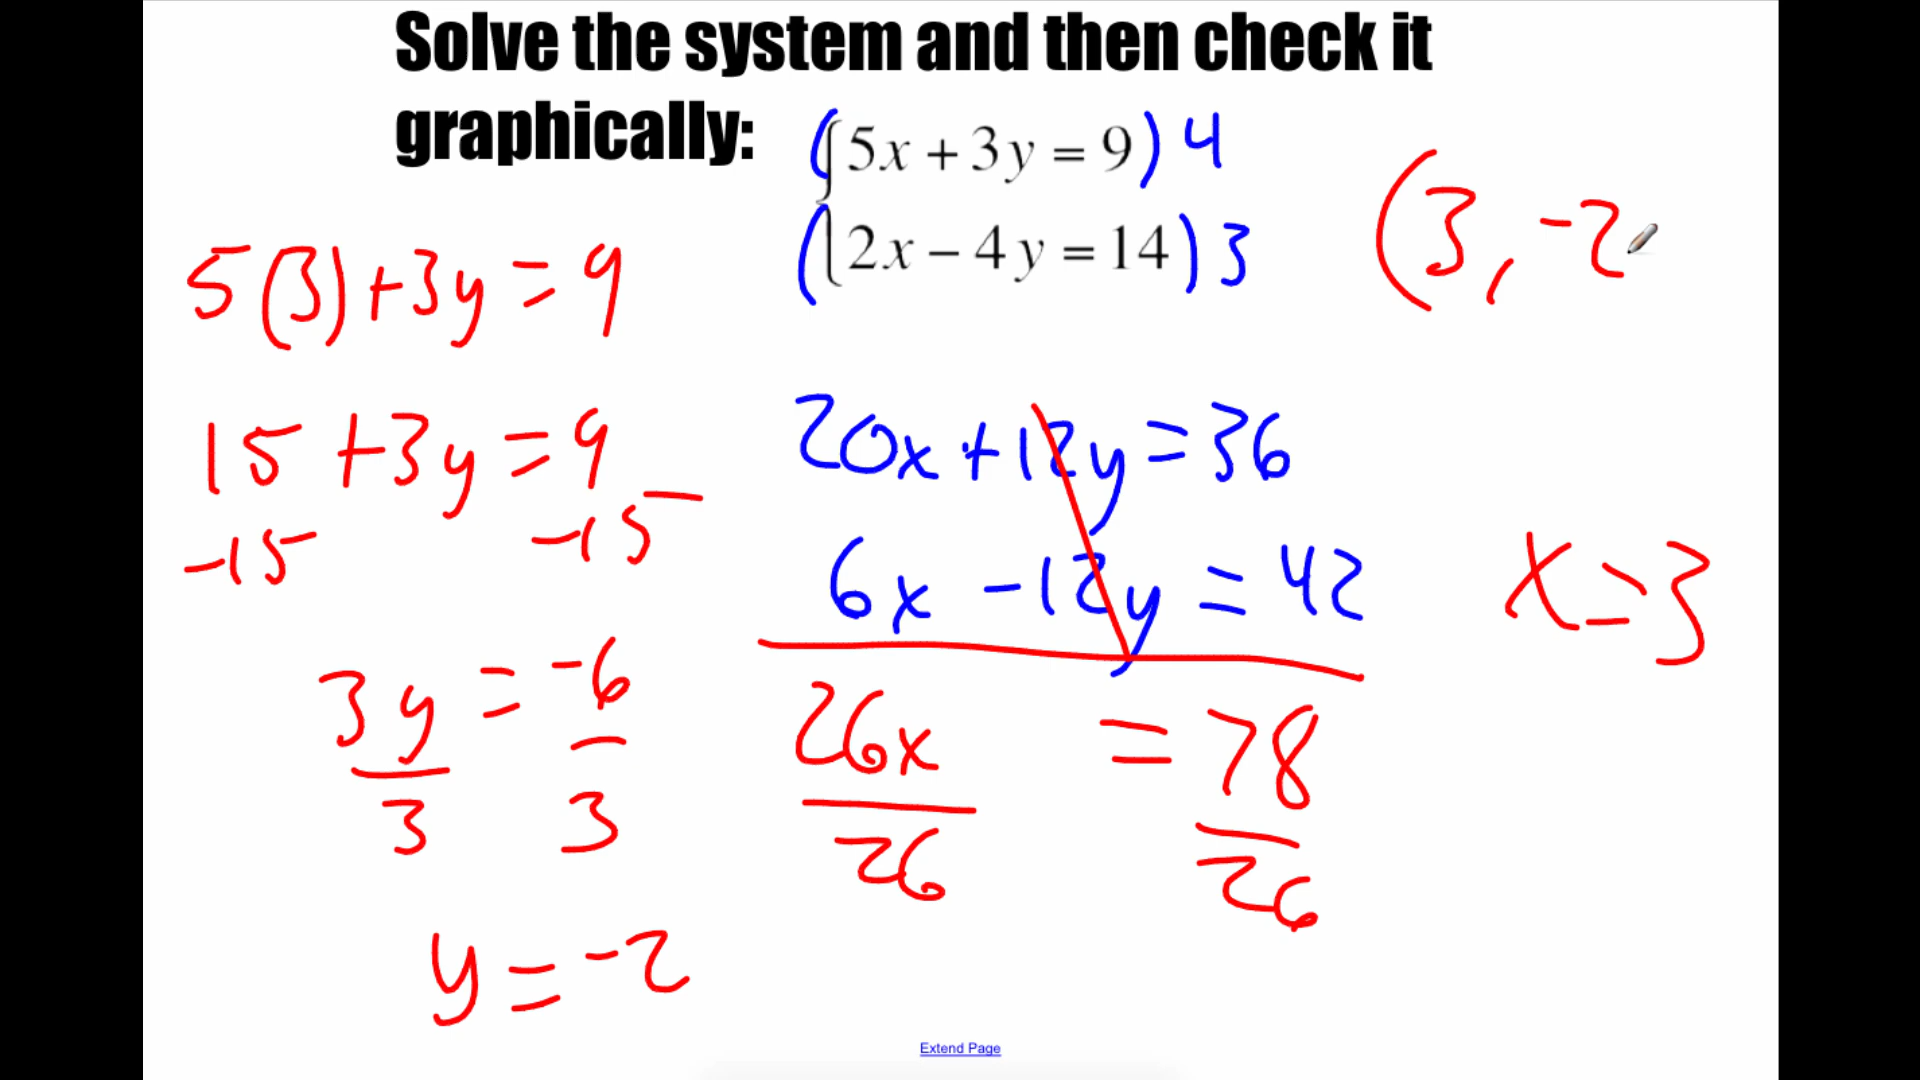 Solve the system and then check it
graphically:
(5x + 3y = 9) 4
(2x − 4y = 14) 3
(3, -2
5(3) + 3y = 9
15 + 3y = 9
-15 -15
3y = -6
3 3
y = -2
20x + 12y = 36
6x - 12y = 42
26x = 78
26 26
x = 3
Extend Page